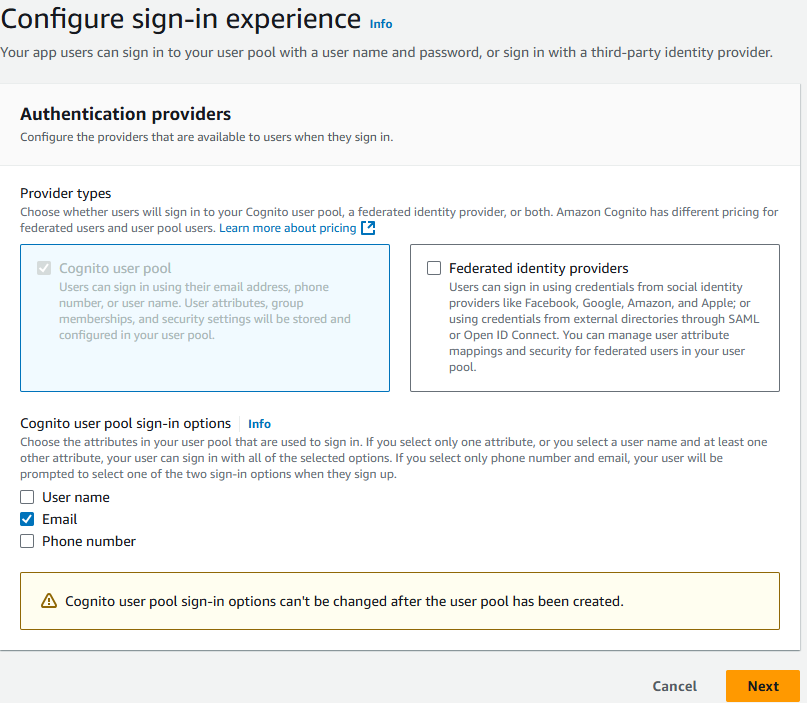 Configure sign-in experience Info
Your app users can sign in to your user pool with a user name and password, or sign in with a third-party identity provider.
Authentication providers
Configure the providers that are available to users when they sign in.
Provider types
Choose whether users will sign in to your Cognito user pool, a federated identity provider, or both. Amazon Cognito has different pricing for
federated users and user pool users. Learn more about pricing
Cognito user pool
Users can sign in using their email address, phone
number, or user name. User attributes, group
memberships, and security settings will be stored and
configured in your user pool.
Federated identity providers
Users can sign in using credentials from social identity
providers like Facebook, Google, Amazon, and Apple; or
using credentials from external directories through SAML
or Open ID Connect. You can manage user attribute
mappings and security for federated users in your user
pool.
Cognito user pool sign-in options Info
Choose the attributes in your user pool that are used to sign in. If you select only one attribute, or you select a user name and at least one
other attribute, your user can sign in with all of the selected options. If you select only phone number and email, your user will be
prompted to select one of the two sign-in options when they sign up.
User name
Email
Phone number
Cognito user pool sign-in options can't be changed after the user pool has been created.
Cancel
Next